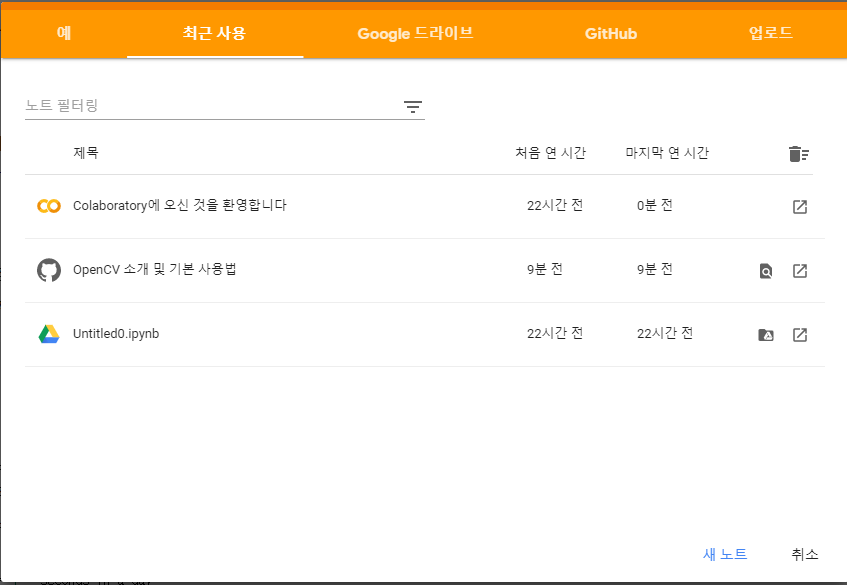 예 최근 사용 Google 드라이브 GitHub 업로드
노트 필터링
제목 처음 연 시간 마지막 연 시간
Colaboratory에 오신 것을 환영합니다 22시간 전 0분 전
OpenCV 소개 및 기본 사용법 9분 전 9분 전
Untitled0.ipynb 22시간 전 22시간 전
새 노트 취소